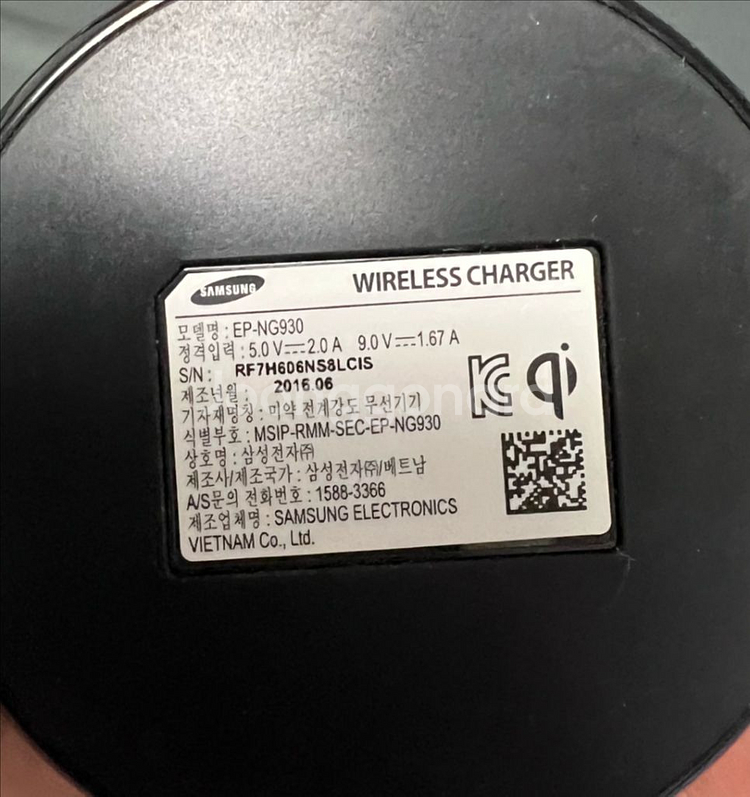 SAMSUNG
WIRELESS CHARGER
모델명 : EP-NG930
정격입력 : 5.0 V⎓2.0 A 9.0 V⎓1.67 A
S/N : RF7H606NS8LCIS
제조년월 : 2016.06
기자재명칭 : 미약 전계강도 무선기기
식별부호 : MSIP-RMM-SEC-EP-NG930
상호명 : 삼성전자㈜
제조사/제조국가 : 삼성전자㈜/베트남
A/S문의 전화번호 : 1588-3366
제조업체명 : SAMSUNG ELECTRONICS
VIETNAM Co., Ltd.
KC
qi